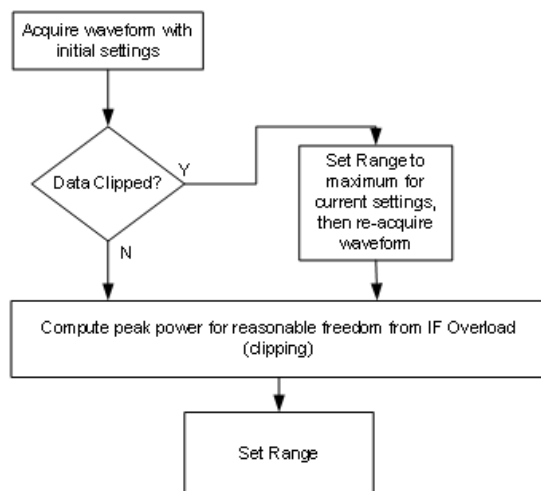 Acquire waveform with
initial settings
Data Clipped?
Y
N
Set Range to
maximum for
current settings,
then re-acquire
waveform
Compute peak power for reasonable freedom from IF Overload
(clipping)
Set Range